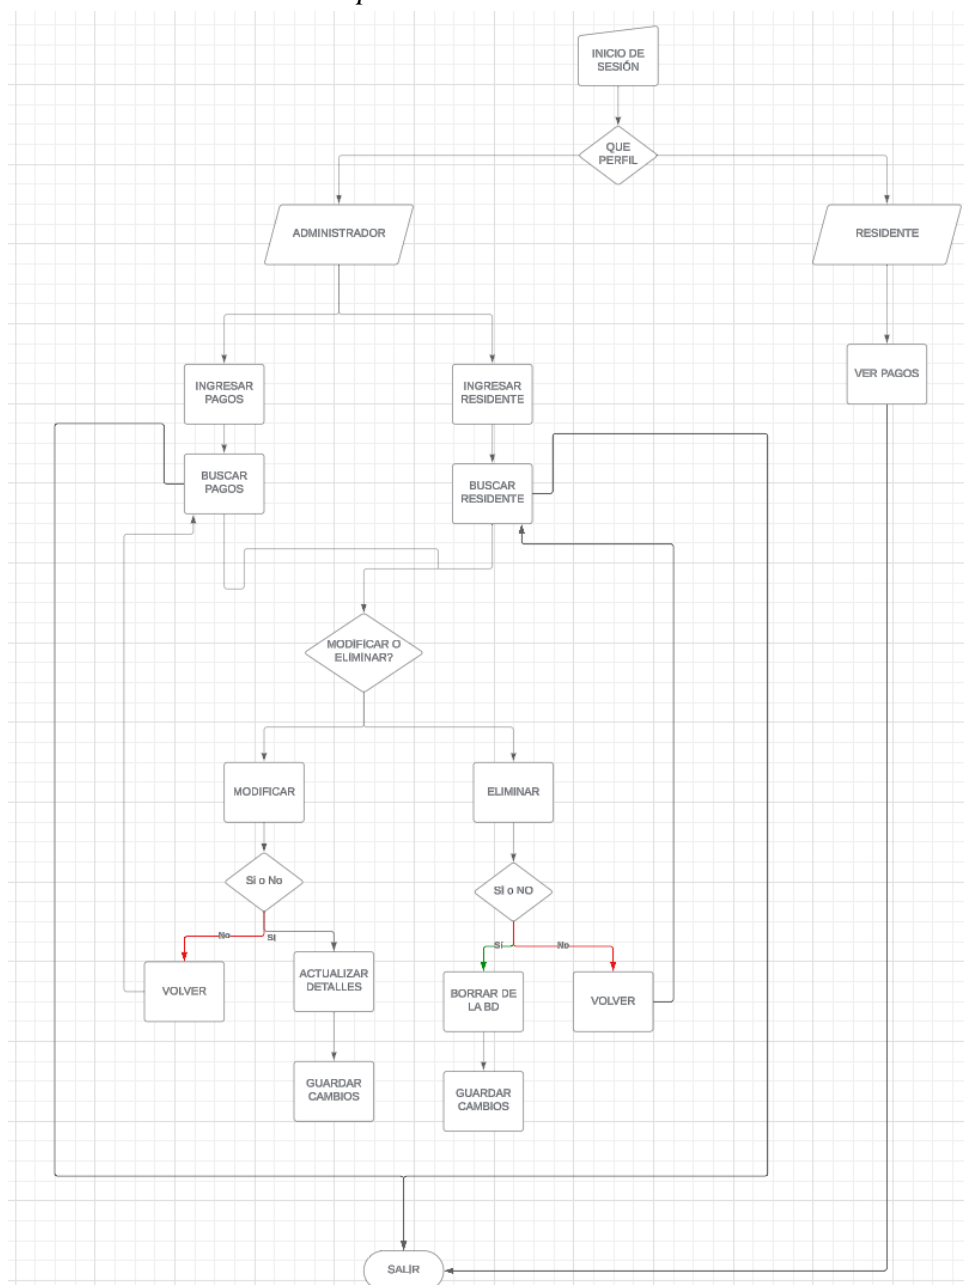 INICIO DE
SESIÓN
QUE
PERFIL
ADMINISTRADOR
RESIDENTE
INGRESAR
PAGOS
INGRESAR
RESIDENTE
VER PAGOS
BUSCAR
PAGOS
BUSCAR
RESIDENTE
MODIFICAR O
ELIMINAR?
MODIFICAR
ELIMINAR
Si o No
Si o NO
No
Si
Si
No
VOLVER
ACTUALIZAR
DETALLES
BORRAR DE
LA BD
VOLVER
GUARDAR
CAMBIOS
GUARDAR
CAMBIOS
SALIR